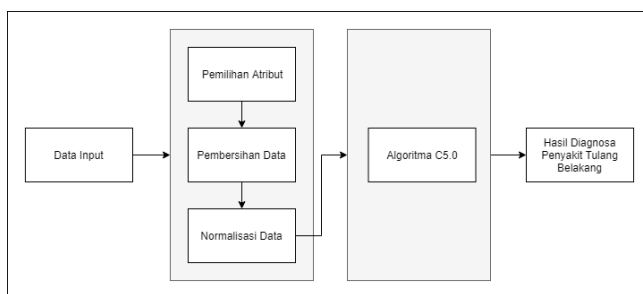 Data Input
Pemilihan Atribut
Pembersihan Data
Normalisasi Data
Algoritma C5.0
Hasil Diagnosa
Penyakit Tulang
Belakang